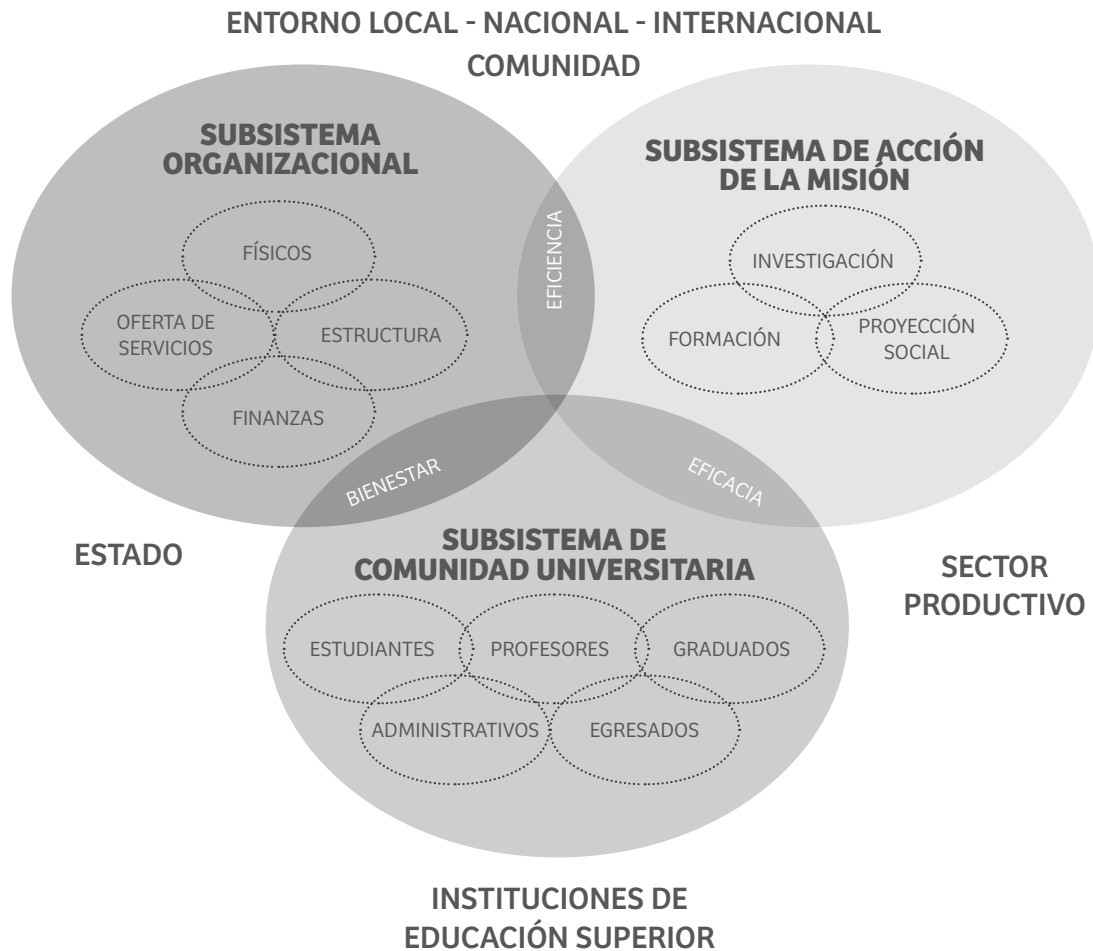 ENTORNO LOCAL - NACIONAL - INTERNACIONAL
COMUNIDAD
SUBSISTEMA
ORGANIZACIONAL
FÍSICOS
OFERTA DE
SERVICIOS
ESTRUCTURA
FINANZAS
EFICIENCIA
SUBSISTEMA DE ACCIÓN
DE LA MISIÓN
INVESTIGACIÓN
FORMACIÓN
PROYECCIÓN
SOCIAL
BIENESTAR
EFICACIA
ESTADO
SUBSISTEMA DE
COMUNIDAD UNIVERSITARIA
SECTOR
PRODUCTIVO
ESTUDIANTES
PROFESORES
GRADUADOS
ADMINISTRATIVOS
EGRESADOS
INSTITUCIONES DE
EDUCACIÓN SUPERIOR